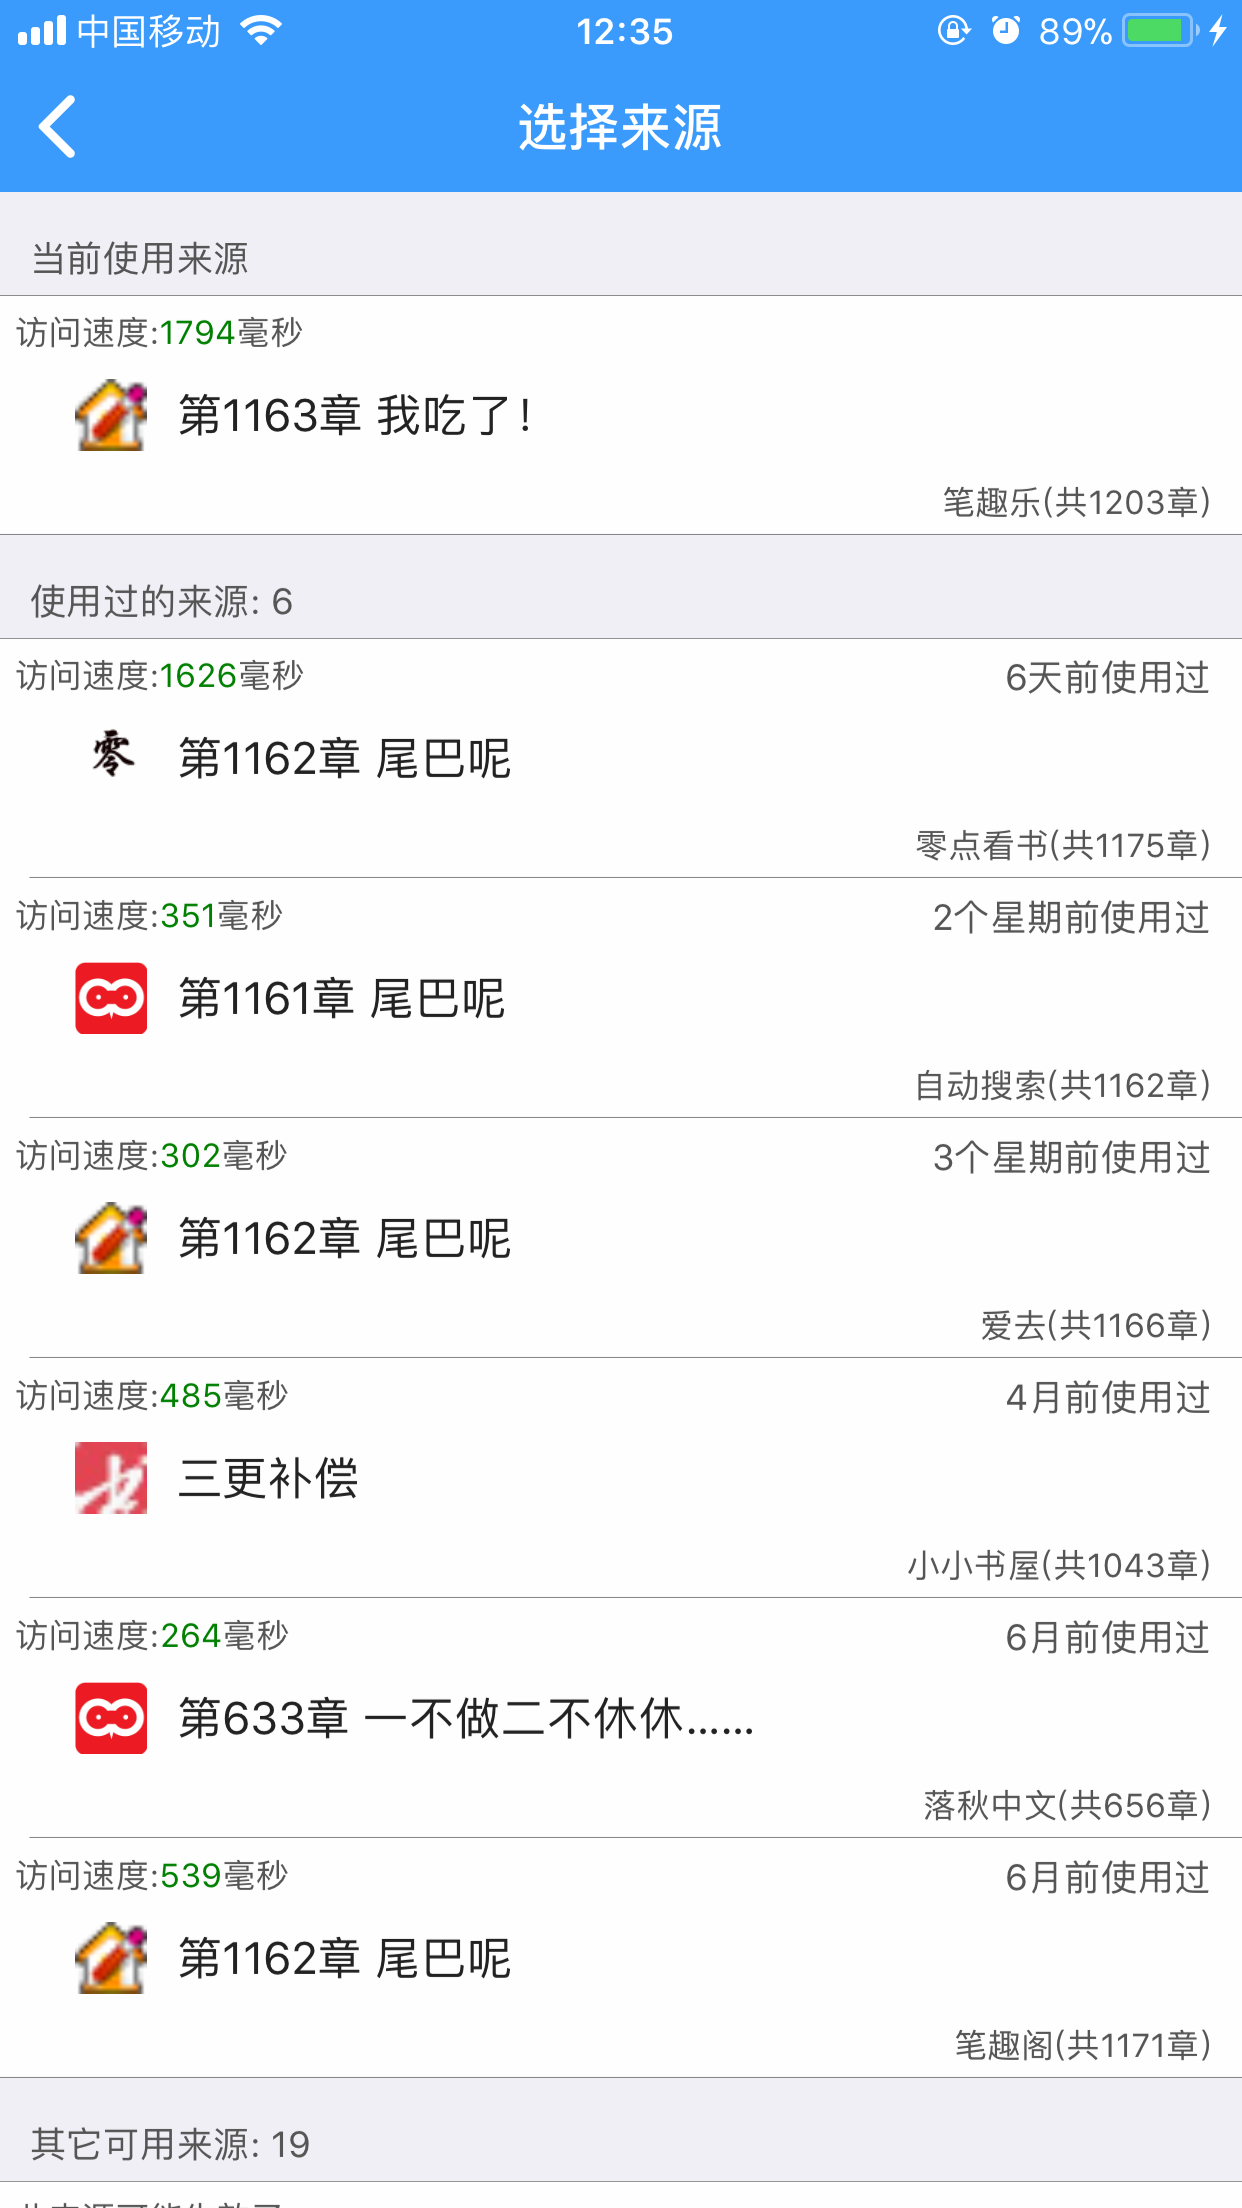 中国移动 12:35 89%
选择来源
当前使用来源
访问速度:1794毫秒
第1163章 我吃了!
笔趣乐(共1203章)
使用过的来源: 6
访问速度:1626毫秒 6天前使用过
零 第1162章 尾巴呢
零点看书(共1175章)
访问速度:351毫秒 2个星期前使用过
第1161章 尾巴呢
自动搜索(共1162章)
访问速度:302毫秒 3个星期前使用过
第1162章 尾巴呢
爱去(共1166章)
访问速度:485毫秒 4月前使用过
三更补偿
小小书屋(共1043章)
访问速度:264毫秒 6月前使用过
第633章 一不做二不休休......
落秋中文(共656章)
访问速度:539毫秒 6月前使用过
第1162章 尾巴呢
笔趣阁(共1171章)
其它可用来源: 19